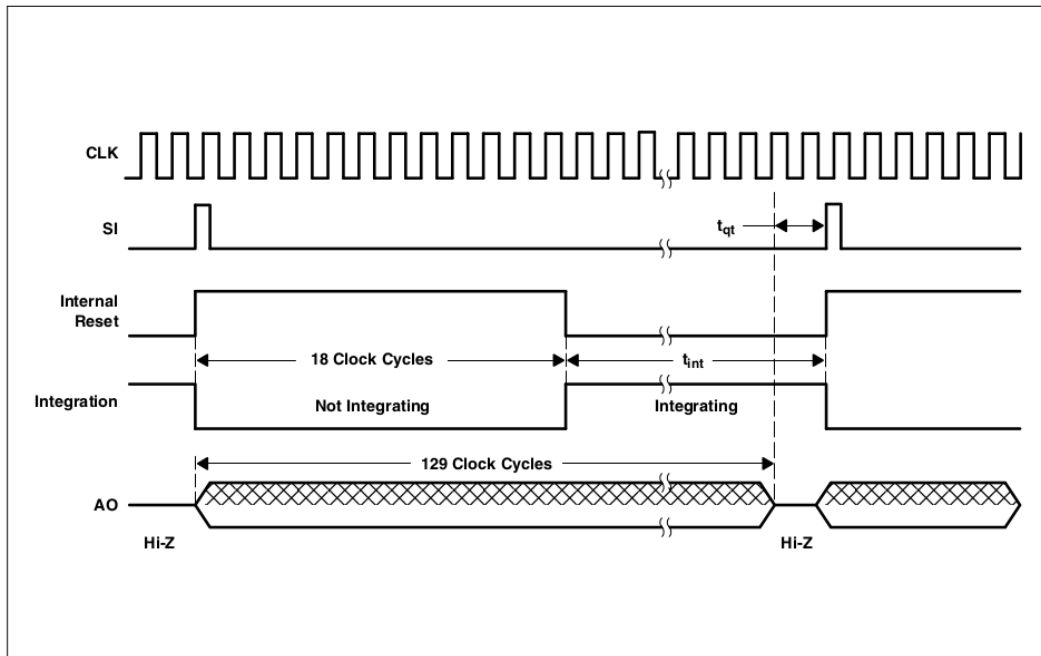 CLK
SI
t_qt
Internal
Reset
18 Clock Cycles
t_int
Integration
Not Integrating
Integrating
129 Clock Cycles
AO
Hi-Z
Hi-Z